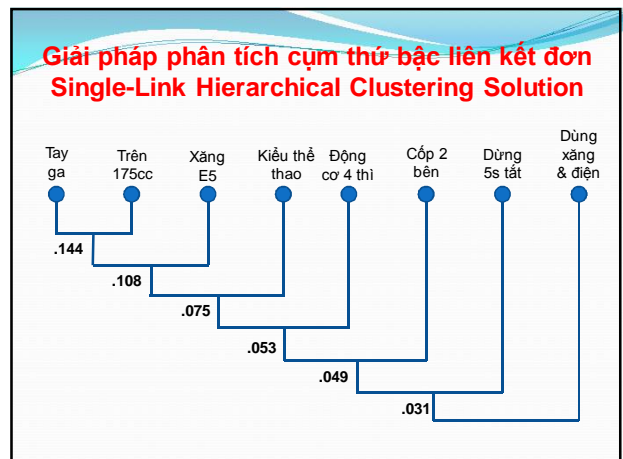 Giải pháp phân tích cụm thứ bậc liên kết đơn
Single-Link Hierarchical Clustering Solution
Tay
ga
Trên
175cc
Xăng
E5
Kiểu thể
thao
Động
cơ 4 thì
Cốp 2
bên
Dừng
5s tắt
Dùng
xăng
& điện
.144
.108
.075
.053
.049
.031